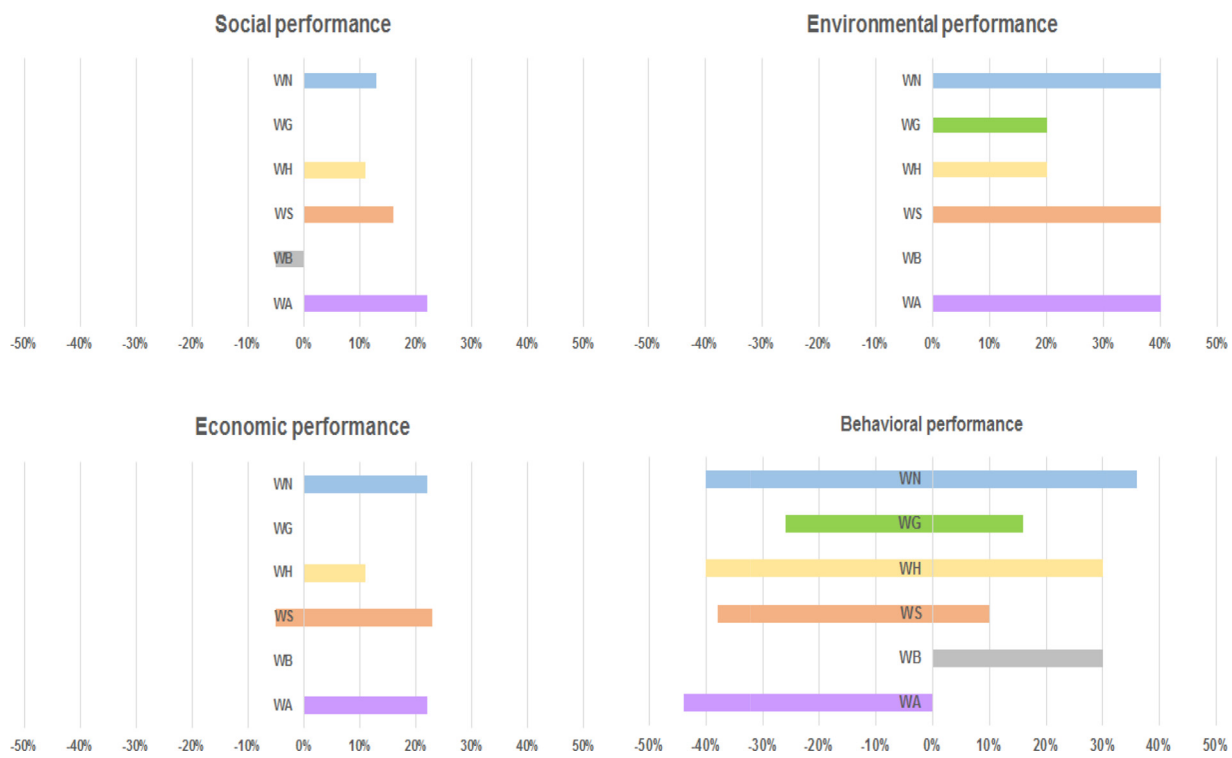 Social performance
WN
WG
WH
WS
WB
WA
-50% -40% -30% -20% -10% 0% 10% 20% 30% 40% 50%
Environmental performance
WN
WG
WH
WS
WB
WA
-50% -40% -30% -20% -10% 0% 10% 20% 30% 40% 50%
Economic performance
WN
WG
WH
WS
WB
WA
-50% -40% -30% -20% -10% 0% 10% 20% 30% 40% 50%
Behavioral performance
WN
WG
WH
WS
WB
WA
-50% -40% -30% -20% -10% 0% 10% 20% 30% 40% 50%